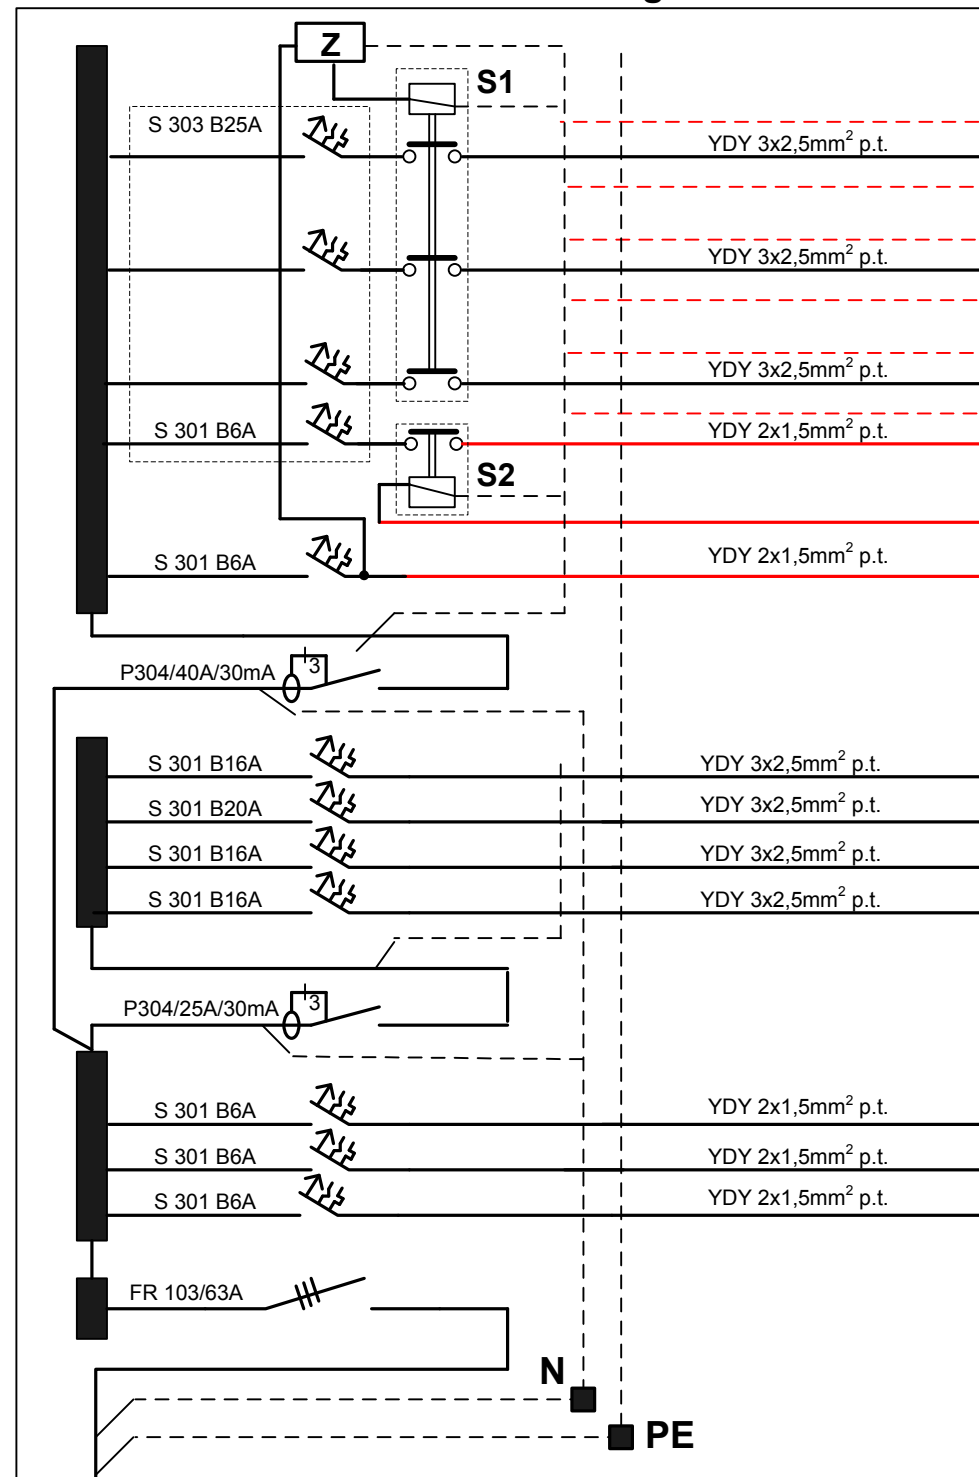 Z
S1
S 303 B25A
YDY 3x2,5mm² p.t.
YDY 3x2,5mm² p.t.
YDY 3x2,5mm² p.t.
S 301 B6A
YDY 2x1,5mm² p.t.
S2
S 301 B6A
YDY 2x1,5mm² p.t.
P304/40A/30mA
3
S 301 B16A
YDY 3x2,5mm² p.t.
S 301 B20A
YDY 3x2,5mm² p.t.
S 301 B16A
YDY 3x2,5mm² p.t.
S 301 B16A
YDY 3x2,5mm² p.t.
P304/25A/30mA
3
S 301 B6A
YDY 2x1,5mm² p.t.
S 301 B6A
YDY 2x1,5mm² p.t.
S 301 B6A
YDY 2x1,5mm² p.t.
FR 103/63A
N
PE